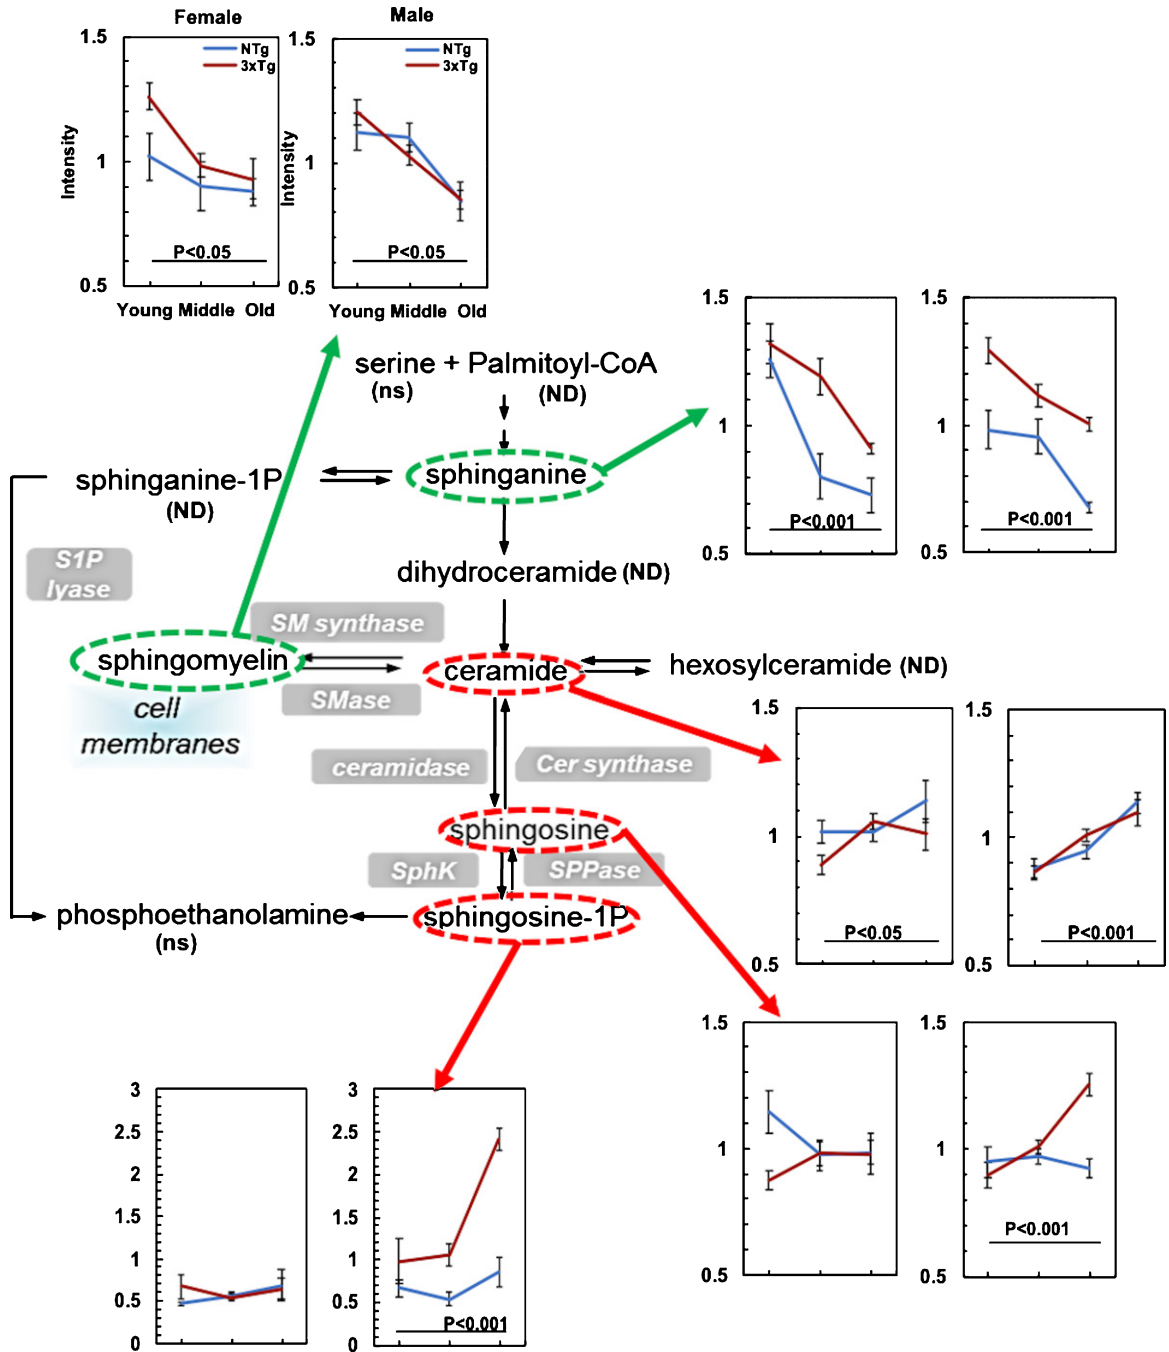 Female
Male
1.5
1
0.5
Intensity
NTg
3xTg
P<0.05
Young Middle Old
1.5
1
0.5
Intensity
NTg
3xTg
P<0.05
Young Middle Old
serine + Palmitoyl-CoA
(ns)
(ND)
sphinganine
sphinganine-1P
(ND)
1.5
1
0.5
P<0.001
1.5
1
0.5
P<0.001
S1P
lyase
dihydroceramide (ND)
SM synthase
sphingomyelin
ceramide
hexosylceramide (ND)
SMase
cell
membranes
ceramidase
Cer synthase
1.5
1
0.5
P<0.05
1.5
1
0.5
P<0.001
sphingosine
SphK
SPPase
phosphoethanolamine
(ns)
sphingosine-1P
1.5
1
0.5
1.5
1
0.5
P<0.001
3
2.5
2
1.5
1
0.5
0
3
2.5
2
1.5
1
0.5
0
P<0.001